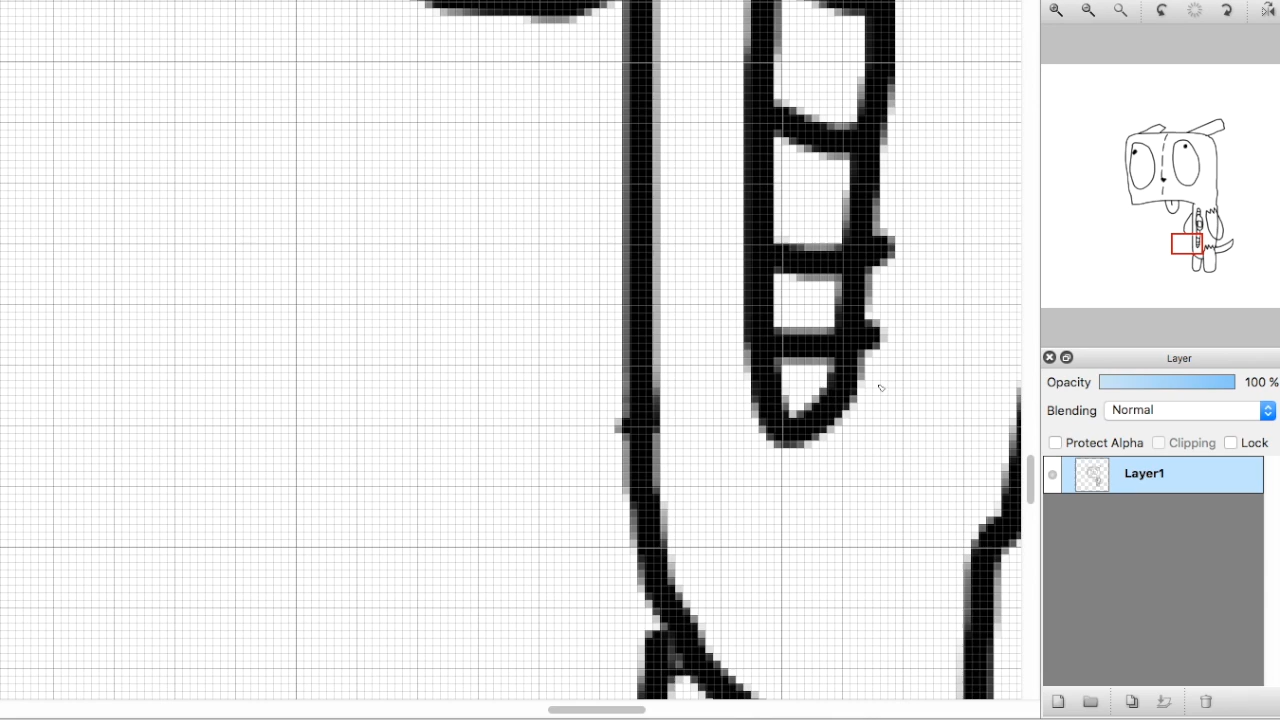 Layer
Opacity 100 %
Blending Normal
Protect Alpha Clipping Lock
Layer1